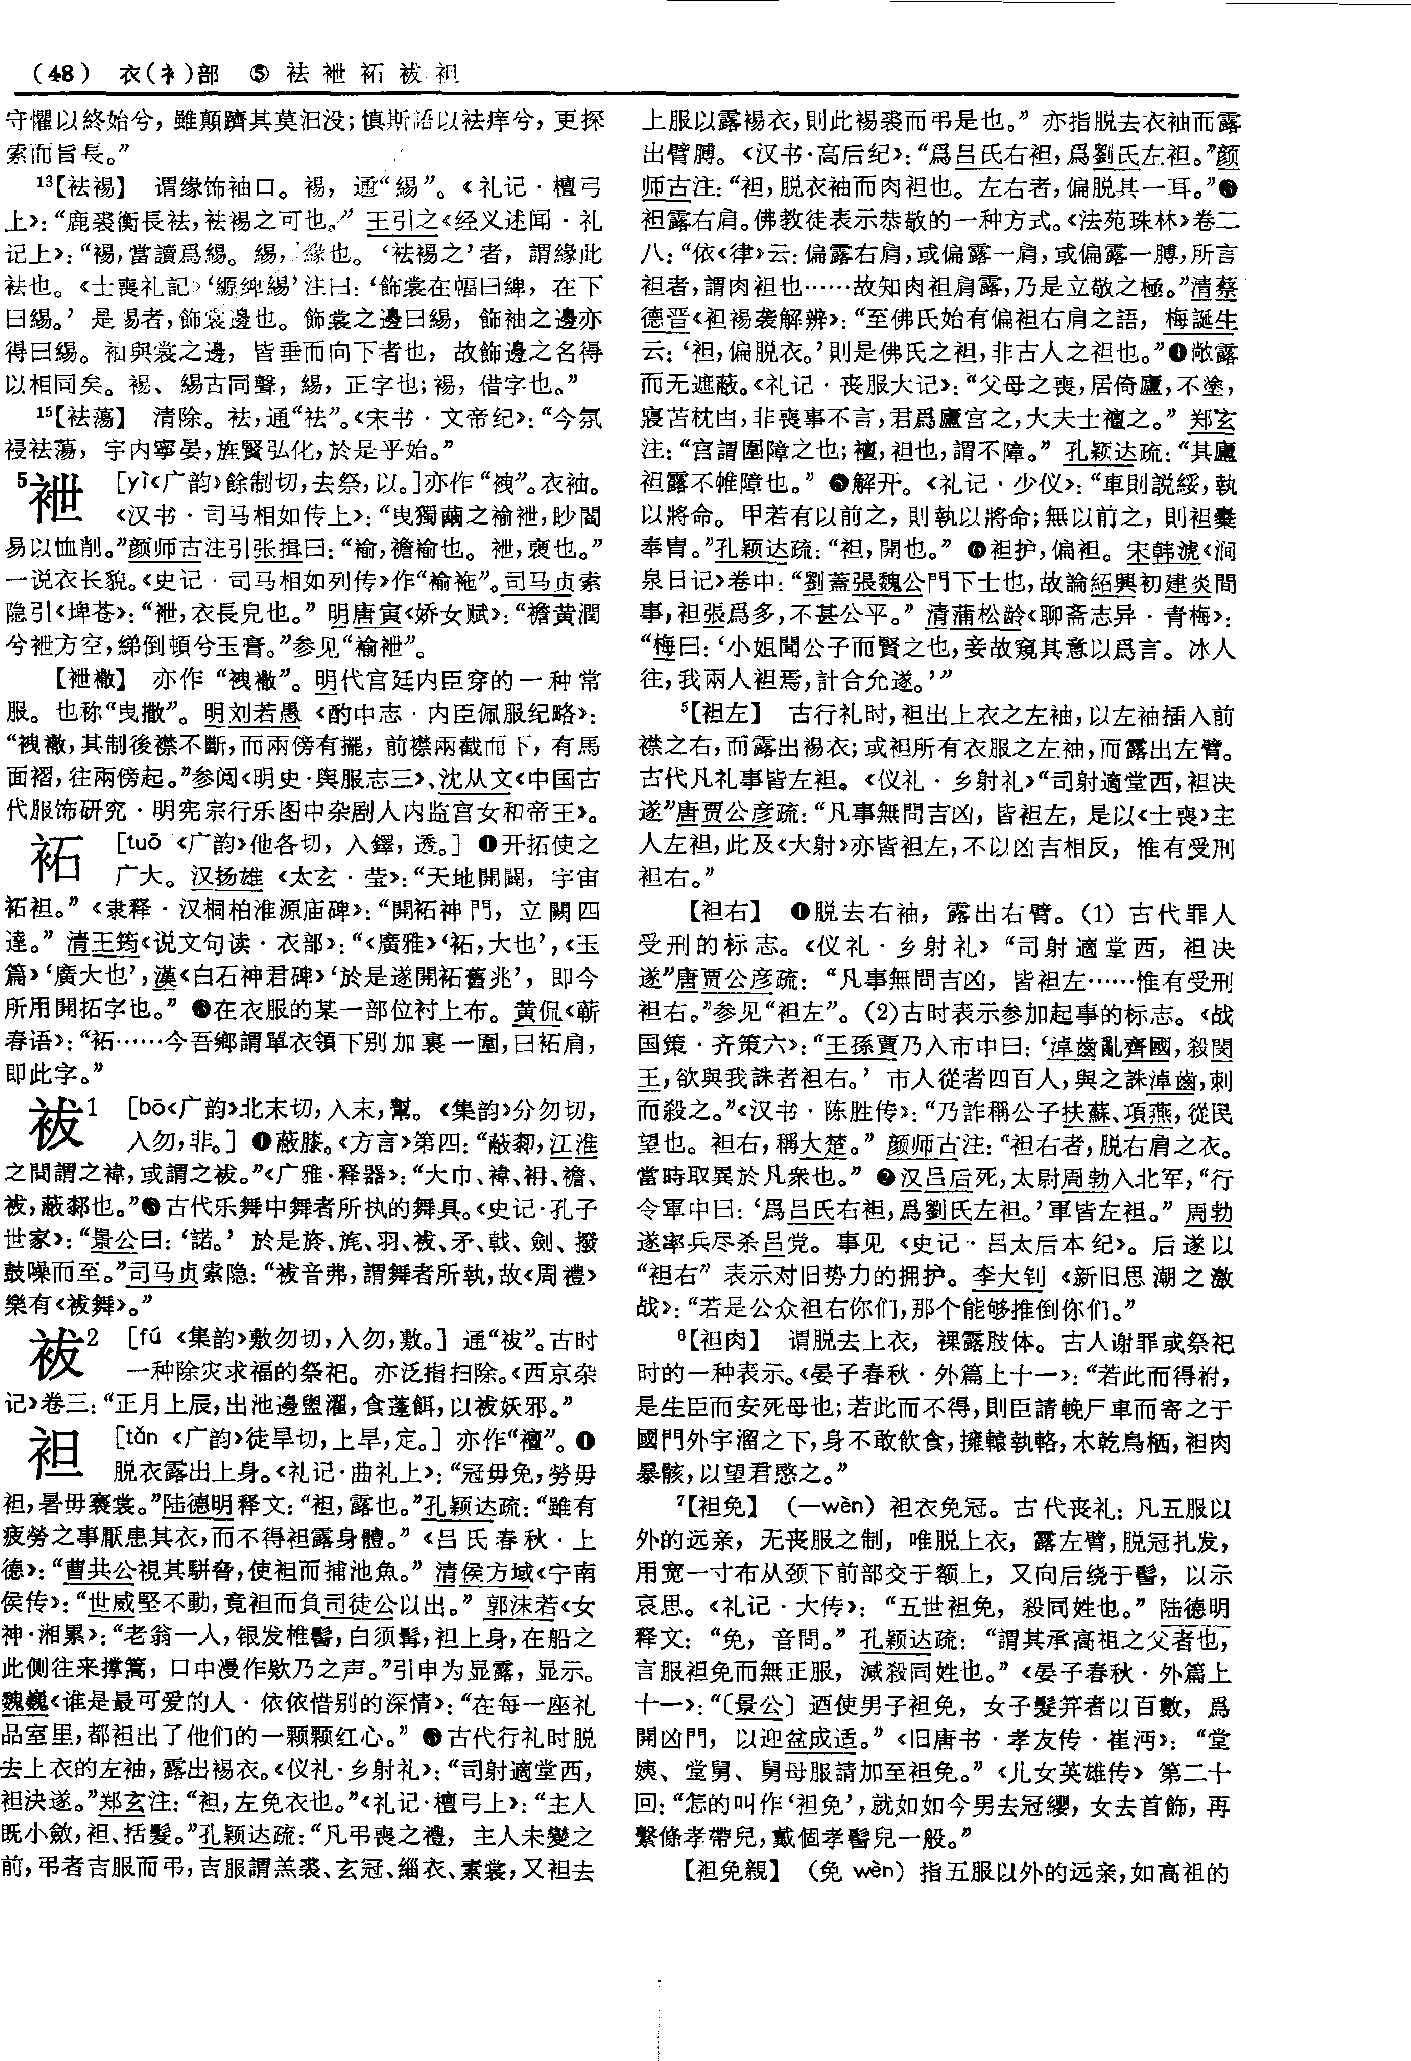 (48) 衣(衤)部 ⑤ 袪袣袥袚袒
守懼以終始兮，雖顛躋其莫汩没；慎斯語以袪痒兮，更探
索而旨長。”
¹³【袪裼】 谓缘饰袖口。裼，通“緆”。《礼记·檀弓
上》：“鹿裘衡長袪，袪裼之可也。” 王引之《经义述闻·礼
记上》：“裼，當讀爲緆。緆，緣也。‘袪裼之’者，謂緣此
袪也。《士喪礼記》‘縓綼緆’注曰：‘飾裳在幅曰綼，在下
曰緆。’是緆者，飾裳邊也。飾裳之邊曰緆，飾袖之邊亦
得曰緆。袖與裳之邊，皆垂而向下者也，故飾邊之名得
以相同矣。裼、緆古同聲，緆，正字也；裼，借字也。”
¹⁵【袪蕩】 清除。袪，通“祛”。《宋书·文帝纪》：“今氛
祲袪蕩，宇内寧晏，旌賢弘化，於是乎始。”
⁵袣 [yì《广韵》餘制切，去祭，以。]亦作“袘”。衣袖。
《汉书·司马相如传上》：“曳獨繭之褕袣，眇閻
易以恤削。”颜师古注引张揖曰：“褕，襜褕也。袣，褎也。”
一说衣长貌。《史记·司马相如列传》作“褕袘”。司马贞索
隐引《埤苍》：“袣，衣長皃也。” 明唐寅《娇女赋》：“襜黄潤
兮袣方空，綈倒頓兮玉膏。”参见“褕袣”。
【袣襒】 亦作“襏襒”。明代宫廷内臣穿的一种常
服。也称“曳撒”。明刘若愚《酌中志·内臣佩服纪略》：
“襏襒，其制後襟不斷，而兩傍有擺，前襟兩截而下，有馬
面褶，往兩傍起。”参阅《明史·舆服志三》、沈从文《中国古
代服饰研究·明宪宗行乐图中杂剧人内监宫女和帝王》。
袥 [tuō 《广韵》他各切，入鐸，透。] ❶开拓使之
广大。汉扬雄《太玄·莹》：“天地開闢，宇宙
袥袒。”《隶释·汉桐柏淮源庙碑》：“開袥神門，立闕四
達。”清王筠《说文句读·衣部》：“《廣雅》‘袥，大也’，《玉
篇》‘廣大也’，漢《白石神君碑》‘於是遂開袥舊兆’，即今
所用開拓字也。” ❷在衣服的某一部位衬上布。黄侃《蕲
春语》：“袥……今吾鄉謂單衣領下别加裏一圍，曰袥肩，
即此字。”
袚¹ [bō《广韵》北末切，入末，幫。《集韵》分勿切，
入勿，非。] ❶蔽膝。《方言》第四：“蔽䣛，江淮
之間謂之褘，或謂之袚。”《广雅·释器》：“大巾、褘、袡、襜、
袚，蔽䣛也。”❷古代乐舞中舞者所执的舞具。《史记·孔子
世家》：“景公曰：‘諾。’於是旍、旄、羽、袚、矛、戟、劍、撥
鼓噪而至。”司马贞索隐：“袚音弗，謂舞者所執，故《周禮》
樂有《袚舞》。”
袚² [fú 《集韵》敷勿切，入勿，敷。] 通“祓”。古时
一种除灾求福的祭祀。亦泛指扫除。《西京杂
记》卷三：“正月上辰，出池邊盥濯，食蓬餌，以袚妖邪。”
袒 [tǎn 《广韵》徒旱切，上旱，定。] 亦作“襢”。❶
脱衣露出上身。《礼记·曲礼上》：“冠毋免，勞毋
袒，暑毋褰裳。”陆德明释文：“袒，露也。”孔颖达疏：“雖有
疲勞之事厭患其衣，而不得袒露身體。”《吕氏春秋·上
德》：“曹共公視其駢脅，使袒而捕池魚。” 清侯方域《宁南
侯传》：“世威堅不動，竟袒而負司徒公以出。” 郭沫若《女
神·湘累》：“老翁一人，银发椎髻，白须髯，袒上身，在船之
此侧往来撑篙，口中漫作欸乃之声。”引申为显露，显示。
魏巍《谁是最可爱的人·依依惜别的深情》：“在每一座礼
品室里，都袒出了他们的一颗颗红心。” ❷古代行礼时脱
去上衣的左袖，露出裼衣。《仪礼·乡射礼》：“司射適堂西，
袒決遂。”郑玄注：“袒，左免衣也。”《礼记·檀弓上》：“主人
既小斂，袒、括髮。”孔颖达疏：“凡弔喪之禮，主人未變之
前，弔者吉服而弔，吉服謂羔裘、玄冠、緇衣、素裳，又袒去
上服以露裼衣，則此裼裘而弔是也。”亦指脱去衣袖而露
出臂膊。《汉书·高后纪》：“爲吕氏右袒，爲劉氏左袒。”颜
师古注：“袒，脱衣袖而肉袒也。左右者，偏脱其一耳。”❸
袒露右肩。佛教徒表示恭敬的一种方式。《法苑珠林》卷二
八：“依《律》云：偏露右肩，或偏露一肩，或偏露一膊，所言
袒者，謂肉袒也……故知肉袒肩露，乃是立敬之極。”清蔡
德晋《袒裼袭解辨》：“至佛氏始有偏袒右肩之語，梅誕生
云：‘袒，偏脱衣。’則是佛氏之袒，非古人之袒也。”❹敞露
而无遮蔽。《礼记·丧服大记》：“父母之喪，居倚廬，不塗，
寢苫枕凷，非喪事不言，君爲廬宫之，大夫士襢之。” 郑玄
注：“宫謂圍障之也；襢，袒也，謂不障。” 孔颖达疏：“其廬
袒露不帷障也。” ❺解开。《礼记·少仪》：“車則説綏，執
以將命。甲若有以前之，則執以將命；無以前之，則袒櫜
奉冑。”孔颖达疏：“袒，開也。” ❻袒护，偏袒。宋韩淲《涧
泉日记》卷中：“劉藎張魏公門下士也，故論紹興初建炎間
事，袒張爲多，不甚公平。” 清蒲松龄《聊斋志异·青梅》：
“梅曰：‘小姐聞公子而賢之也，妾故窺其意以爲言。冰人
往，我兩人袒焉，計合允遂。’”
⁵【袒左】 古行礼时，袒出上衣之左袖，以左袖插入前
襟之右，而露出裼衣；或袒所有衣服之左袖，而露出左臂。
古代凡礼事皆左袒。《仪礼·乡射礼》“司射適堂西，袒决
遂”唐贾公彦疏：“凡事無問吉凶，皆袒左，是以《士喪》主
人左袒，此及《大射》亦皆袒左，不以凶吉相反，惟有受刑
袒右。”
【袒右】 ❶脱去右袖，露出右臂。(1) 古代罪人
受刑的标志。《仪礼·乡射礼》“司射適堂西，袒决
遂”唐贾公彦疏：“凡事無問吉凶，皆袒左……惟有受刑
袒右。”参见“袒左”。(2)古时表示参加起事的标志。《战
国策·齐策六》：“王孫賈乃入市中曰：‘淖齒亂齊國，殺閔
王，欲與我誅者袒右。’市人從者四百人，與之誅淖齒，刺
而殺之。”《汉书·陈胜传》：“乃詐稱公子扶蘇、項燕，從民
望也。袒右，稱大楚。” 颜师古注：“袒右者，脱右肩之衣。
當時取異於凡衆也。” ❷汉吕后死，太尉周勃入北军，“行
令軍中曰：‘爲吕氏右袒，爲劉氏左袒。’軍皆左袒。” 周勃
遂率兵尽杀吕党。事见《史记·吕太后本纪》。后遂以
“袒右”表示对旧势力的拥护。李大钊《新旧思潮之激
战》：“若是公众袒右你们，那个能够推倒你们。”
⁶【袒肉】 谓脱去上衣，裸露肢体。古人谢罪或祭祀
时的一种表示。《晏子春秋·外篇上十一》：“若此而得祔，
是生臣而安死母也；若此而不得，則臣請輓尸車而寄之于
國門外宇溜之下，身不敢飲食，擁轅執輅，木乾鳥栖，袒肉
暴骸，以望君愍之。”
⁷【袒免】 （—wèn）袒衣免冠。古代丧礼：凡五服以
外的远亲，无丧服之制，唯脱上衣，露左臂，脱冠扎发，
用宽一寸布从颈下前部交于额上，又向后绕于髻，以示
哀思。《礼记·大传》：“五世袒免，殺同姓也。” 陆德明
释文：“免，音問。” 孔颖达疏：“謂其承高祖之父者也，
言服袒免而無正服，減殺同姓也。”《晏子春秋·外篇上
十一》：“〔景公〕迺使男子袒免，女子髮笄者以百數，爲
開凶門，以迎盆成适。”《旧唐书·孝友传·崔沔》：“堂
姨、堂舅、舅母服請加至袒免。”《儿女英雄传》第二十
回：“怎的叫作‘袒免’，就如如今男去冠纓，女去首飾，再
繫條孝帶兒，戴個孝髻兒一般。”
【袒免親】 （免 wèn）指五服以外的远亲，如高祖的